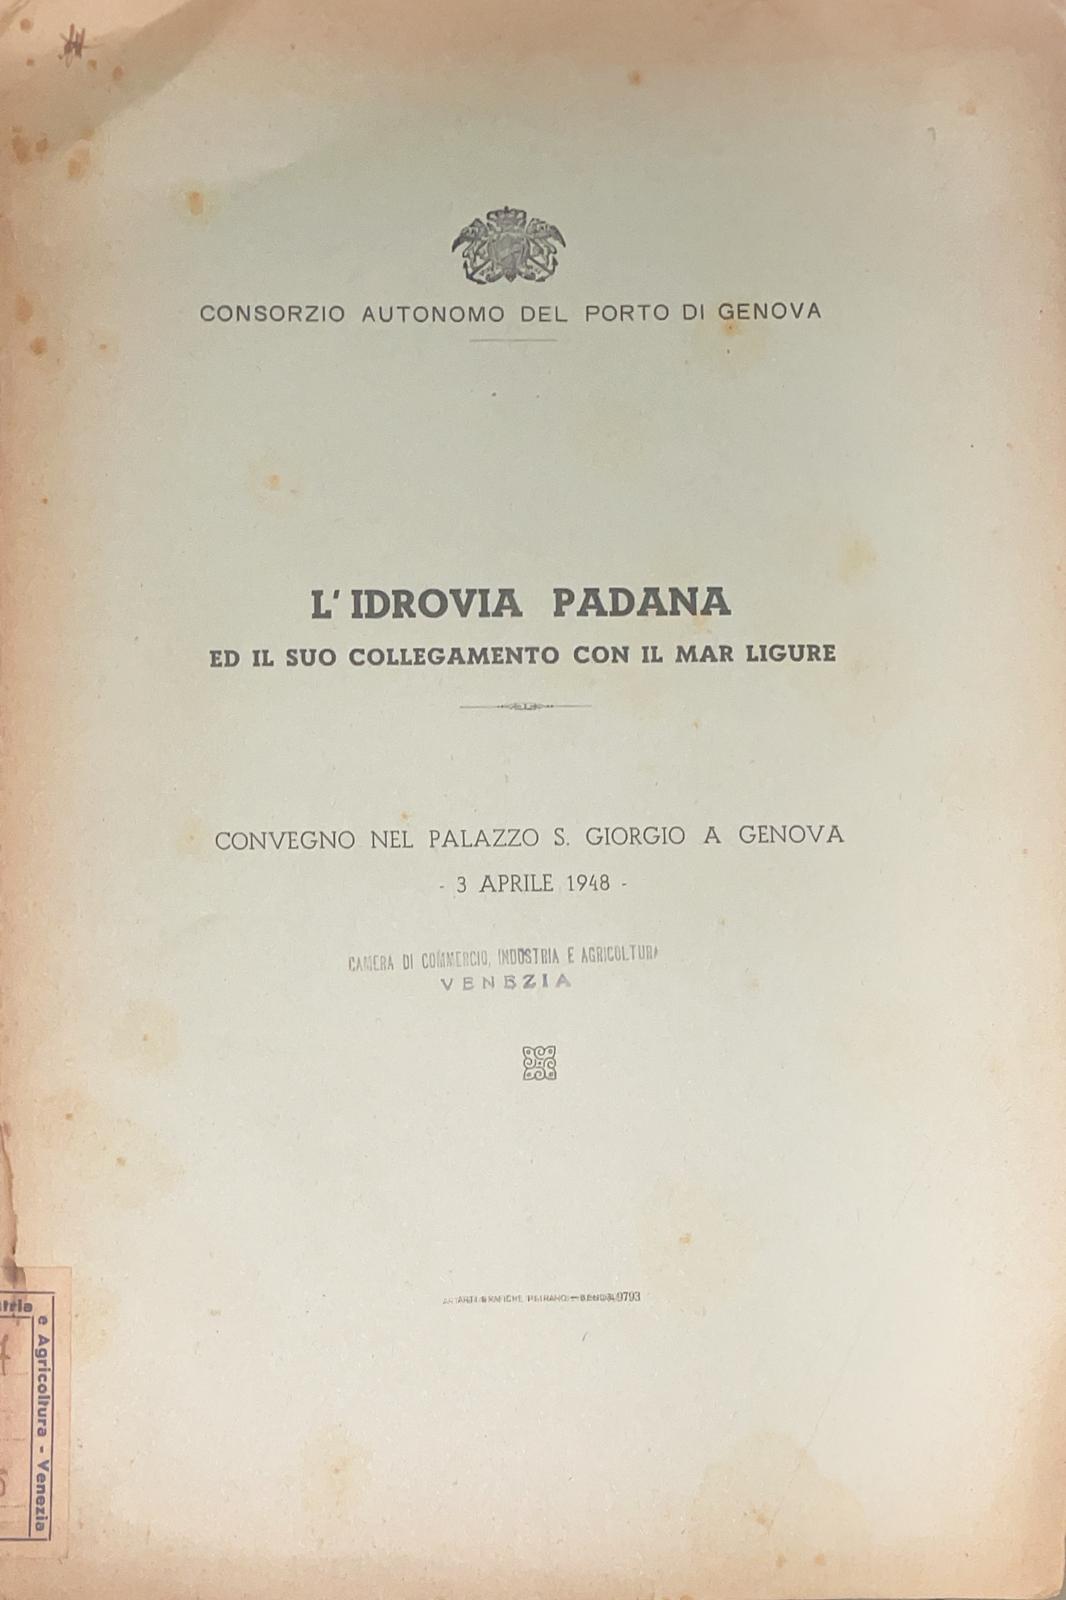 CONSORZIO AUTONOMO DEL PORTO DI GENOVA
L'IDROVIA PADANA
ED IL SUO COLLEGAMENTO CON IL MAR LIGURE
CONVEGNO NEL PALAZZO S. GIORGIO A GENOVA
- 3 APRILE 1948 -
CAMERA DI COMMERCIO, INDUSTRIA E AGRICOLTURA
VENEZIA
9793
e Agricoltura - Venezia